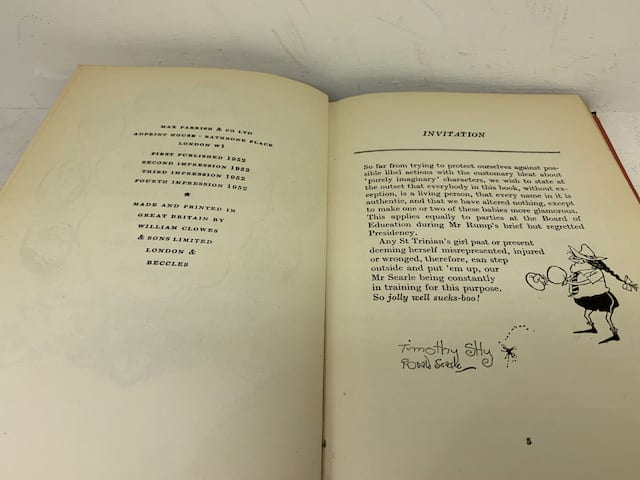 MAX PARRISH & CO LTD
ADPRINT HOUSE · RATHBONE PLACE
LONDON W1
FIRST PUBLISHED 1952
SECOND IMPRESSION 1952
THIRD IMPRESSION 1952
FOURTH IMPRESSION 1952
★
MADE AND PRINTED IN
GREAT BRITAIN BY
WILLIAM CLOWES
& SONS LIMITED
LONDON &
BECCLES
INVITATION
So far from trying to protect ourselves against pos-
sible libel actions with the customary bleat about
‘purely imaginary’ characters, we wish to state at
the outset that everybody in this book, without ex-
ception, is a living person, that every name in it is
authentic, and that we have altered nothing, except
to make one or two of these babies more glamorous.
This applies equally to parties at the Board of
Education during Mr Rump's brief but regretted
Presidency.
Any St Trinian's girl past or present
deeming herself misrepresented, injured
or wronged, therefore, can step
outside and put 'em up, our
Mr Searle being constantly
in training for this purpose.
So jolly well sucks-boo!
Timothy Shy
Ronald Searle
5